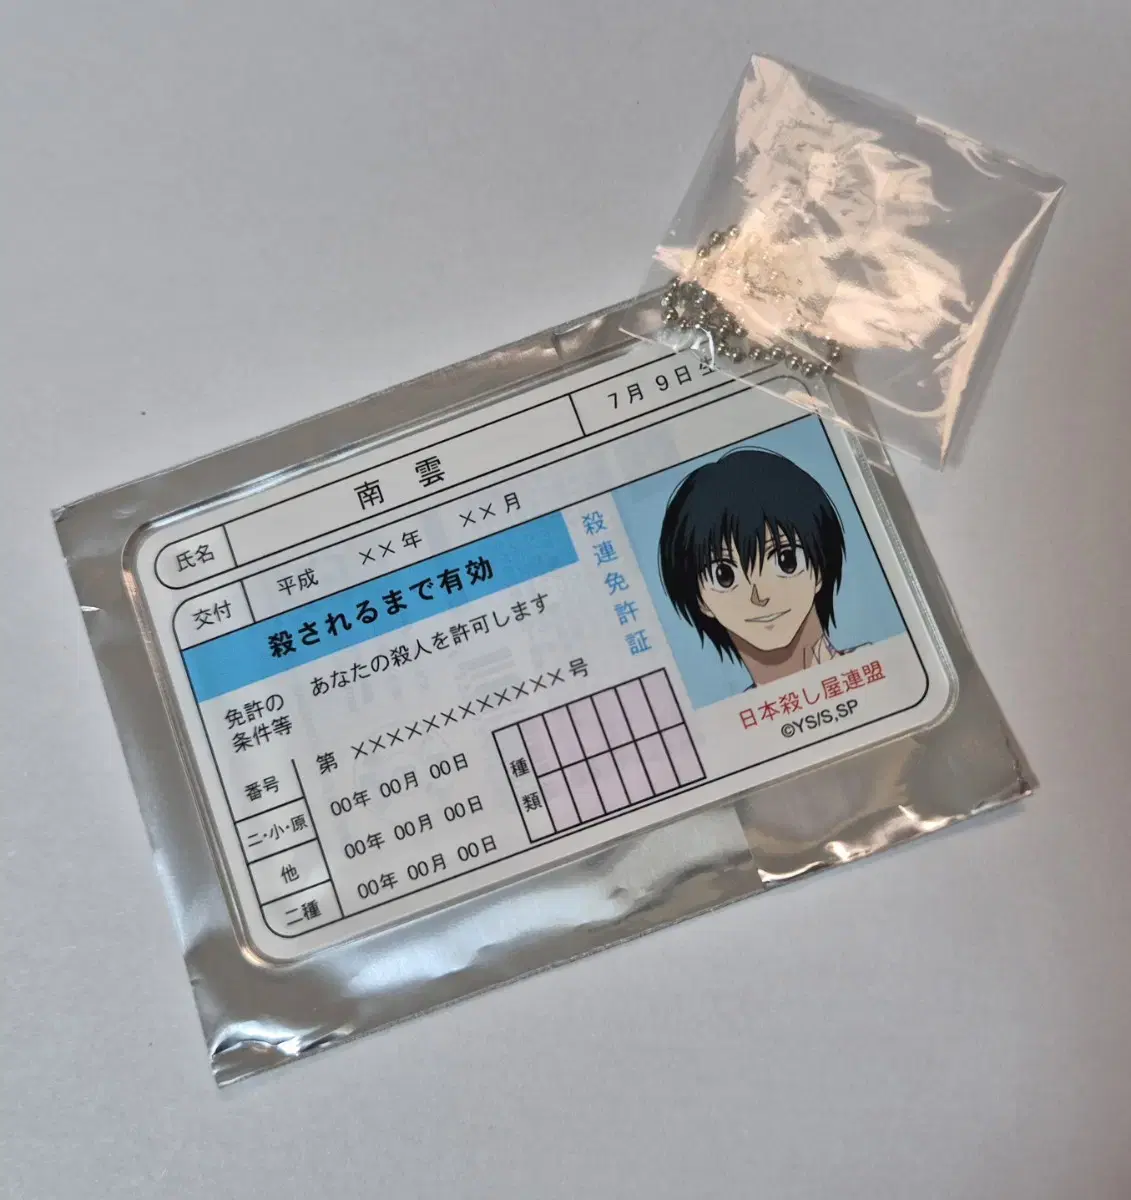 氏名 南雲 7月9日生
交付 平成 ××年 ××月
殺されるまで有効
免許の
条件等
あなたの殺人を許可します
殺連免許証
番号 第 ×××××××××× 号
二・小・原 00年 00月 00日
他 00年 00月 00日
二種 00年 00月 00日
種類
日本殺し屋連盟
©YS/S,SP